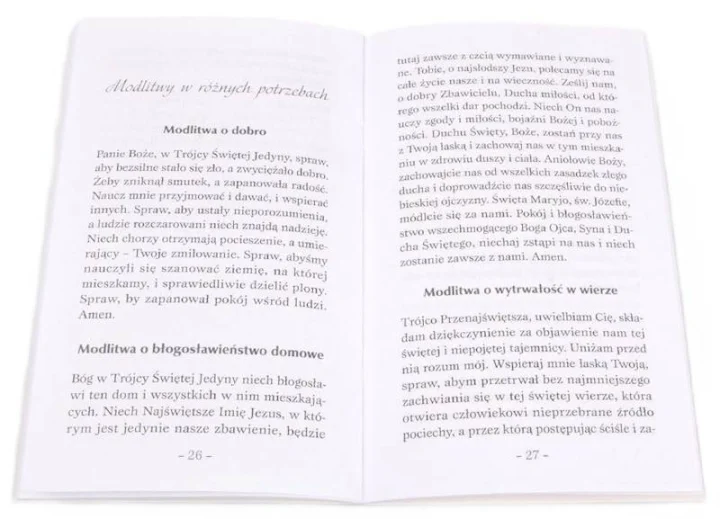 Modlitwy w różnych potrzebach
Modlitwa o dobro
Panie Boże, w Trójcy Świętej Jedyny, spraw,
aby bezsilne stało się zło, a zwyciężało dobro.
Żeby zniknął smutek, a zapanowała radość.
Naucz mnie przyjmować i dawać, i wspierać
innych. Spraw, aby ustały nieporozumienia,
a ludzie rozczarowani niech znajdą nadzieję.
Niech chorzy otrzymają pocieszenie, a umie-
rający – Twoje zmiłowanie. Spraw, abyśmy
nauczyli się szanować ziemię, na której
mieszkamy, i sprawiedliwie dzielić plony.
Spraw, by zapanował pokój wśród ludzi.
Amen.
Modlitwa o błogosławieństwo domowe
Bóg w Trójcy Świętej Jedyny niech błogosła-
wi ten dom i wszystkich w nim mieszkają-
cych. Niech Najświętsze Imię Jezus, w któ-
rym jest jedynie nasze zbawienie, będzie
– 26 –
tutaj zawsze z czcią wymawiane i wyznawa-
ne. Tobie, o najsłodszy Jezu, polecamy się na
całe życie nasze i na wieczność. Ześlij nam,
o dobry Zbawicielu, Ducha miłości, od któ-
rego wszelki dar pochodzi. Niech On nas na-
uczy zgody i miłości, bojaźni Bożej i poboż-
ności. Duchu Święty, Boże, zostań przy nas
z Twoją łaską i zachowaj nas w tym mieszka-
niu w zdrowiu duszy i ciała. Aniołowie Boży,
zachowajcie nas od wszelkich zasadzek złego
ducha i doprowadźcie nas szczęśliwie do nie-
bieskiej ojczyzny. Święta Maryjo, św. Józefie,
módlcie się za nami. Pokój i błogosławień-
stwo wszechmogącego Boga Ojca, Syna i Du-
cha Świętego, niechaj zstąpi na nas i niech
zostanie zawsze z nami. Amen.
Modlitwa o wytrwałość w wierze
Trójco Przenajświętsza, uwielbiam Cię, skła-
dam dziękczynienie za objawienie nam tej
świętej i niepojętej tajemnicy. Uniżam przed
nią rozum mój. Wspieraj mnie łaską Twoją,
spraw, abym przetrwał bez najmniejszego
zachwiania się w tej świętej wierze, która
otwiera człowiekowi nieprzebrane źródło
pociechy, a przez którą postępując ściśle i za-
– 27 –